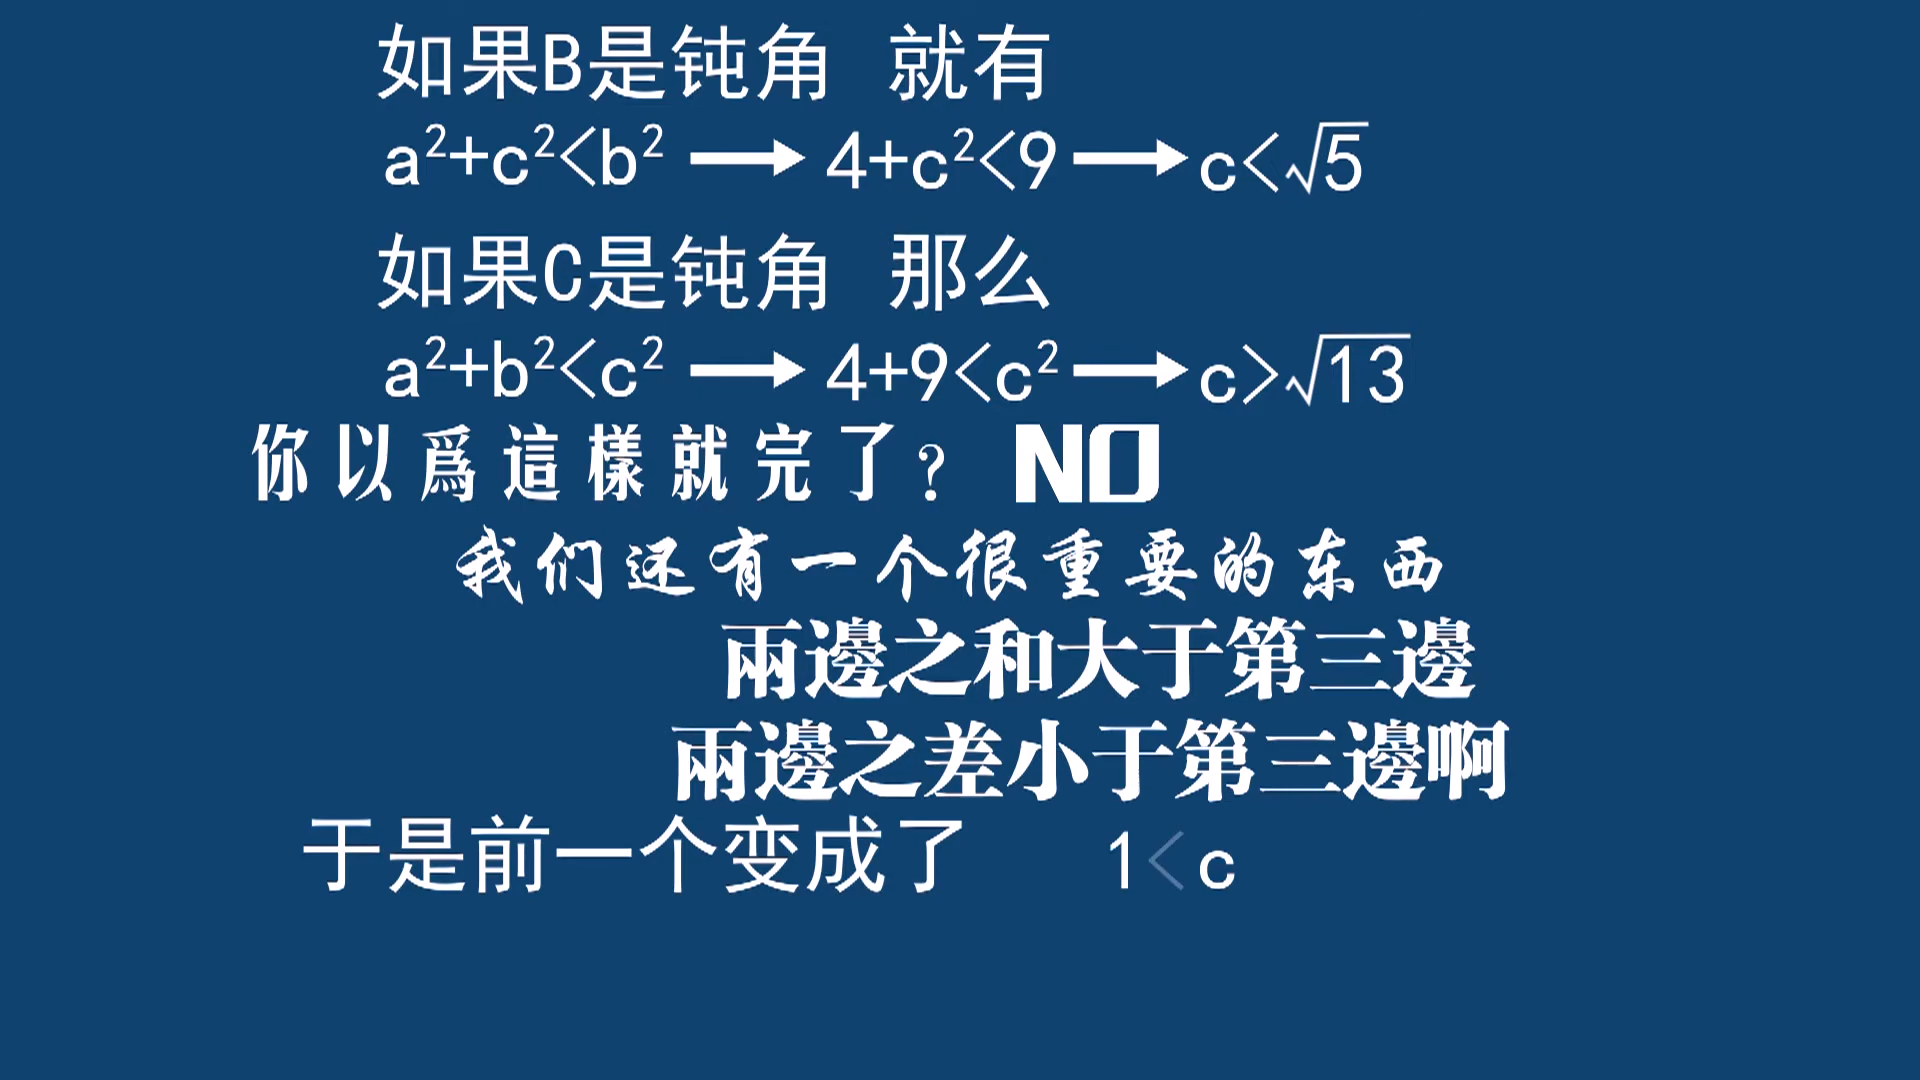 如果B是钝角 就有
a²+c²<b² → 4+c²<9 → c<√5
如果C是钝角 那么
a²+b²<c² → 4+9<c² → c>√13
你以爲這樣就完了? NO
我们还有一个很重要的东西
兩邊之和大于第三邊
兩邊之差小于第三邊啊
于是前一个变成了 1<c